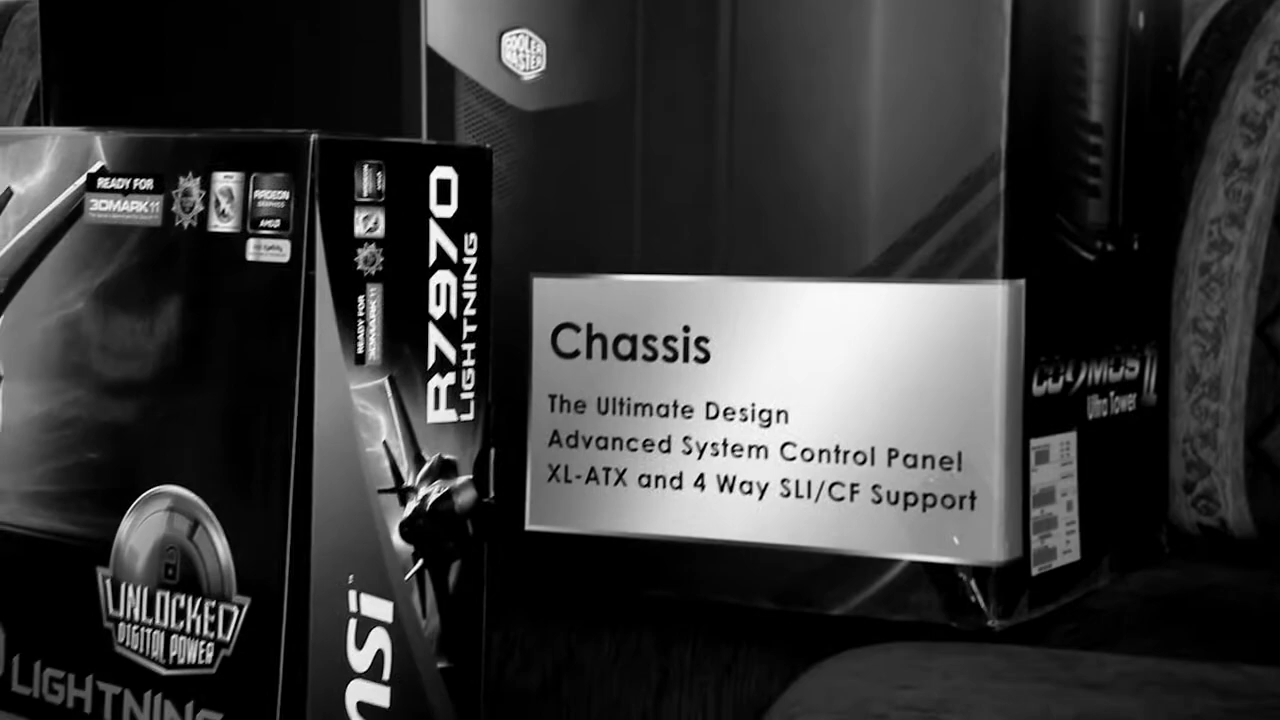 COOLER
MASTER
READY FOR
3DMARK11
RADEON
GRAPHICS
AMD
R7970
LIGHTNING
READY FOR
3DMARK11
Chassis
The Ultimate Design
Advanced System Control Panel
XL-ATX and 4 Way SLI/CF Support
COSMOS II
Ultra Tower
UNLOCKED
DIGITAL POWER
msi
LIGHTNING